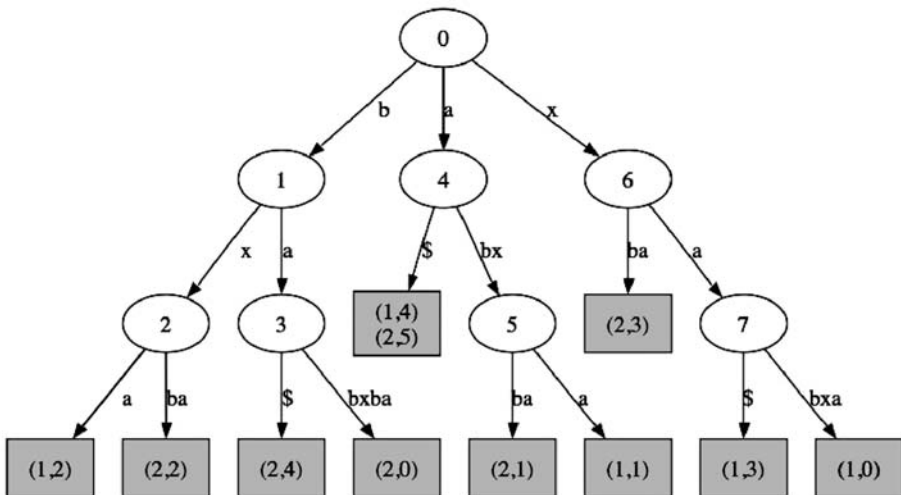 0
b a x
1 4 6
x a $ bx ba a
(1,4)
(2,5)
2 3 5 (2,3) 7
a ba $ bxba ba a $ bxa
(1,2) (2,2) (2,4) (2,0) (2,1) (1,1) (1,3) (1,0)